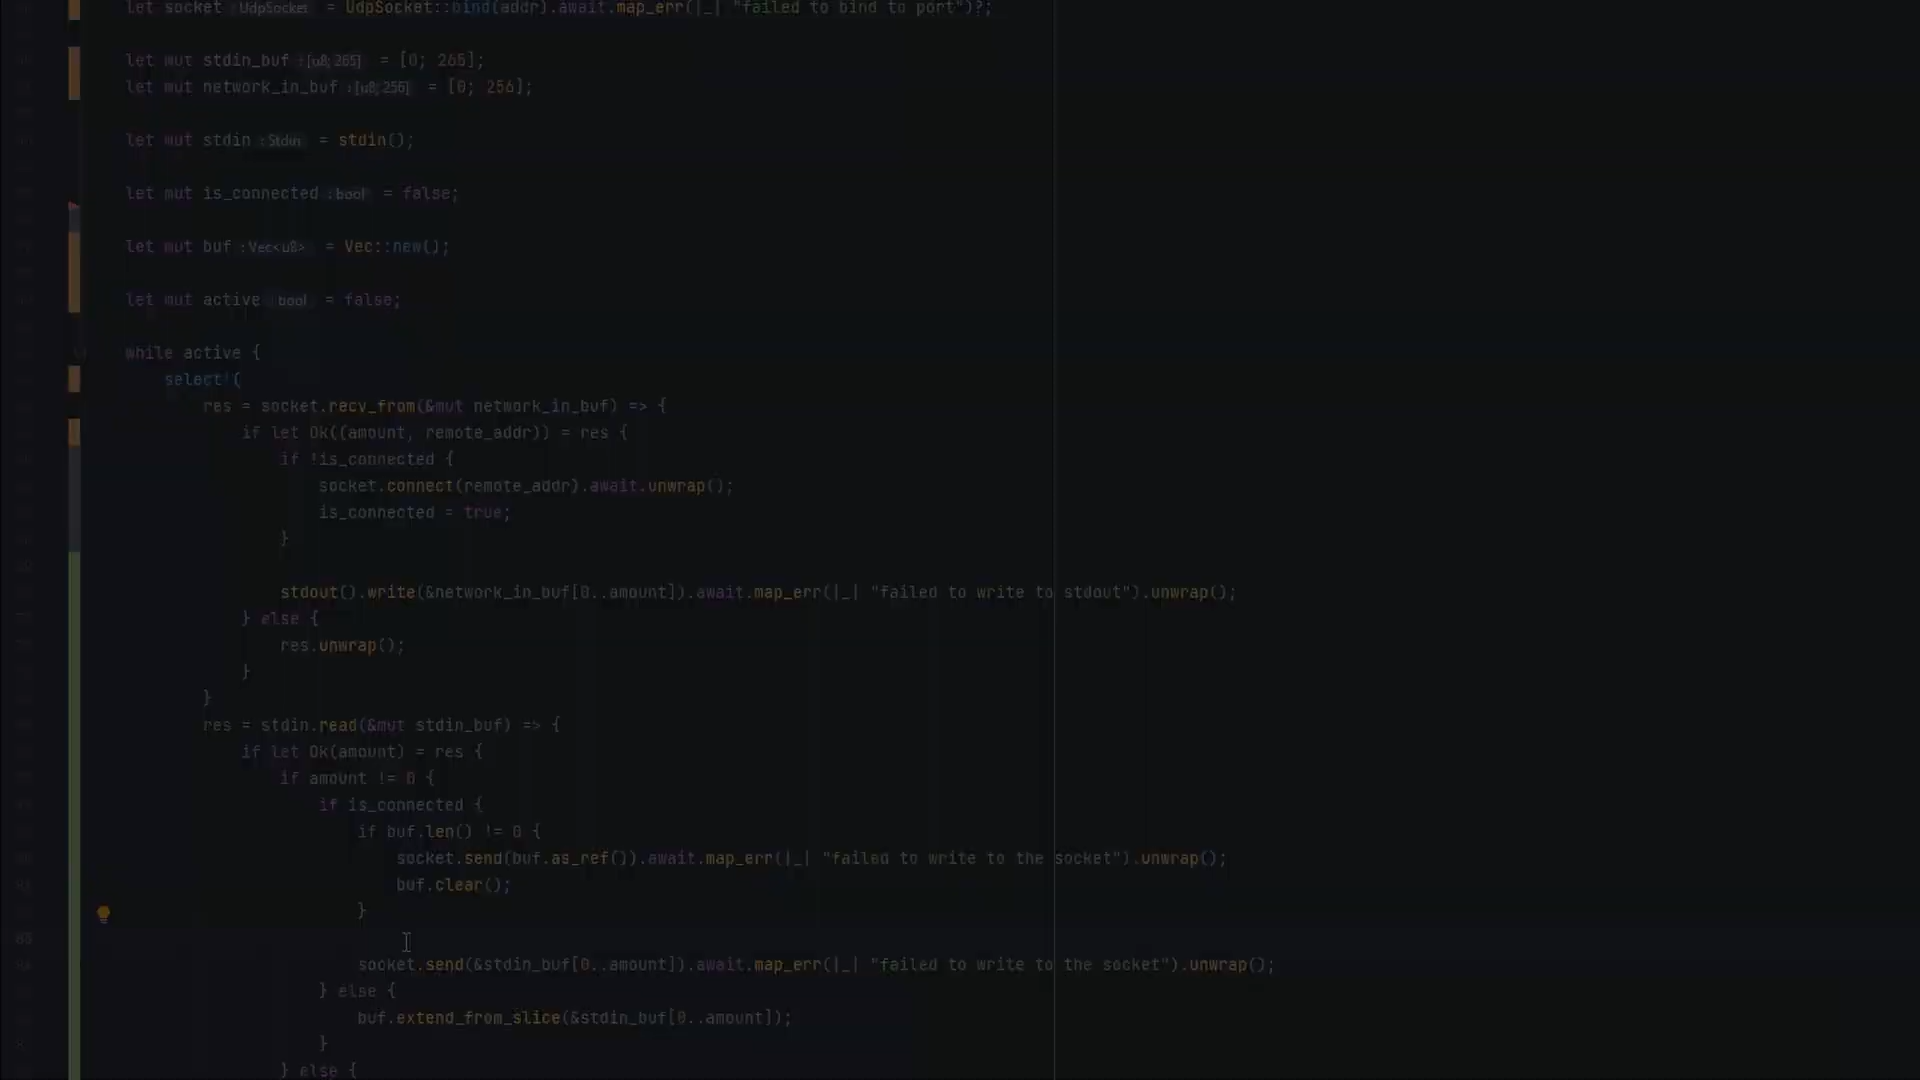 let socket : UdpSocket = UdpSocket::bind(addr).await.map_err(|_| "failed to bind to port")?;
let mut stdin_buf : [u8; 265] = [0; 265];
let mut network_in_buf : [u8; 256] = [0; 256];
let mut stdin : Stdin = stdin();
let mut is_connected : bool = false;
let mut buf : Vec<u8> = Vec::new();
let mut active : bool = false;
while active {
select!(
res = socket.recv_from(&mut network_in_buf) => {
if let Ok((amount, remote_addr)) = res {
if !is_connected {
socket.connect(remote_addr).await.unwrap();
is_connected = true;
}
stdout().write(&network_in_buf[0..amount]).await.map_err(|_| "failed to write to stdout").unwrap();
} else {
res.unwrap();
}
}
res = stdin.read(&mut stdin_buf) => {
if let Ok(amount) = res {
if amount != 0 {
if is_connected {
if buf.len() != 0 {
socket.send(buf.as_ref()).await.map_err(|_| "failed to write to the socket").unwrap();
buf.clear();
}
socket.send(&stdin_buf[0..amount]).await.map_err(|_| "failed to write to the socket").unwrap();
} else {
buf.extend_from_slice(&stdin_buf[0..amount]);
}
} else {